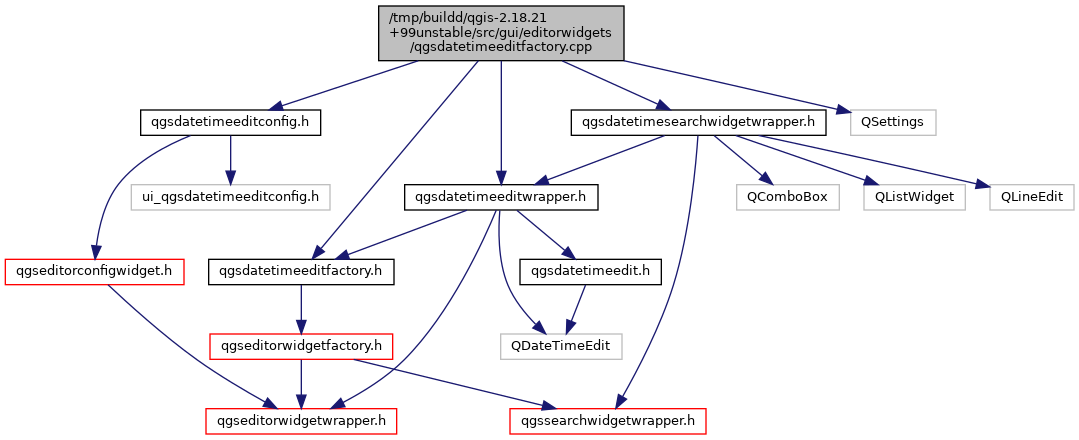 /tmp/buildd/qgis-2.18.21
+99unstable/src/gui/editorwidgets
/qgsdatetimeeditfactory.cpp
qgsdatetimeeditconfig.h
qgsdatetimesearchwidgetwrapper.h
QSettings
ui_qgsdatetimeeditconfig.h
qgsdatetimeeditwrapper.h
QComboBox
QListWidget
QLineEdit
qgseditorconfigwidget.h
qgsdatetimeeditfactory.h
qgsdatetimeedit.h
qgseditorwidgetfactory.h
QDateTimeEdit
qgseditorwidgetwrapper.h
qgssearchwidgetwrapper.h